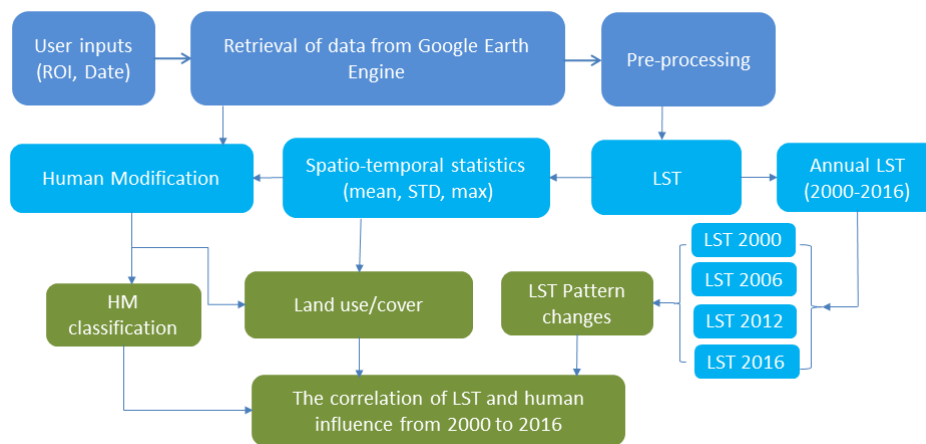 User inputs
(ROI, Date)
Retrieval of data from Google Earth
Engine
Pre-processing
Human Modification
Spatio-temporal statistics
(mean, STD, max)
LST
Annual LST
(2000-2016)
LST 2000
LST 2006
LST 2012
LST 2016
HM
classification
Land use/cover
LST Pattern
changes
The correlation of LST and human
influence from 2000 to 2016